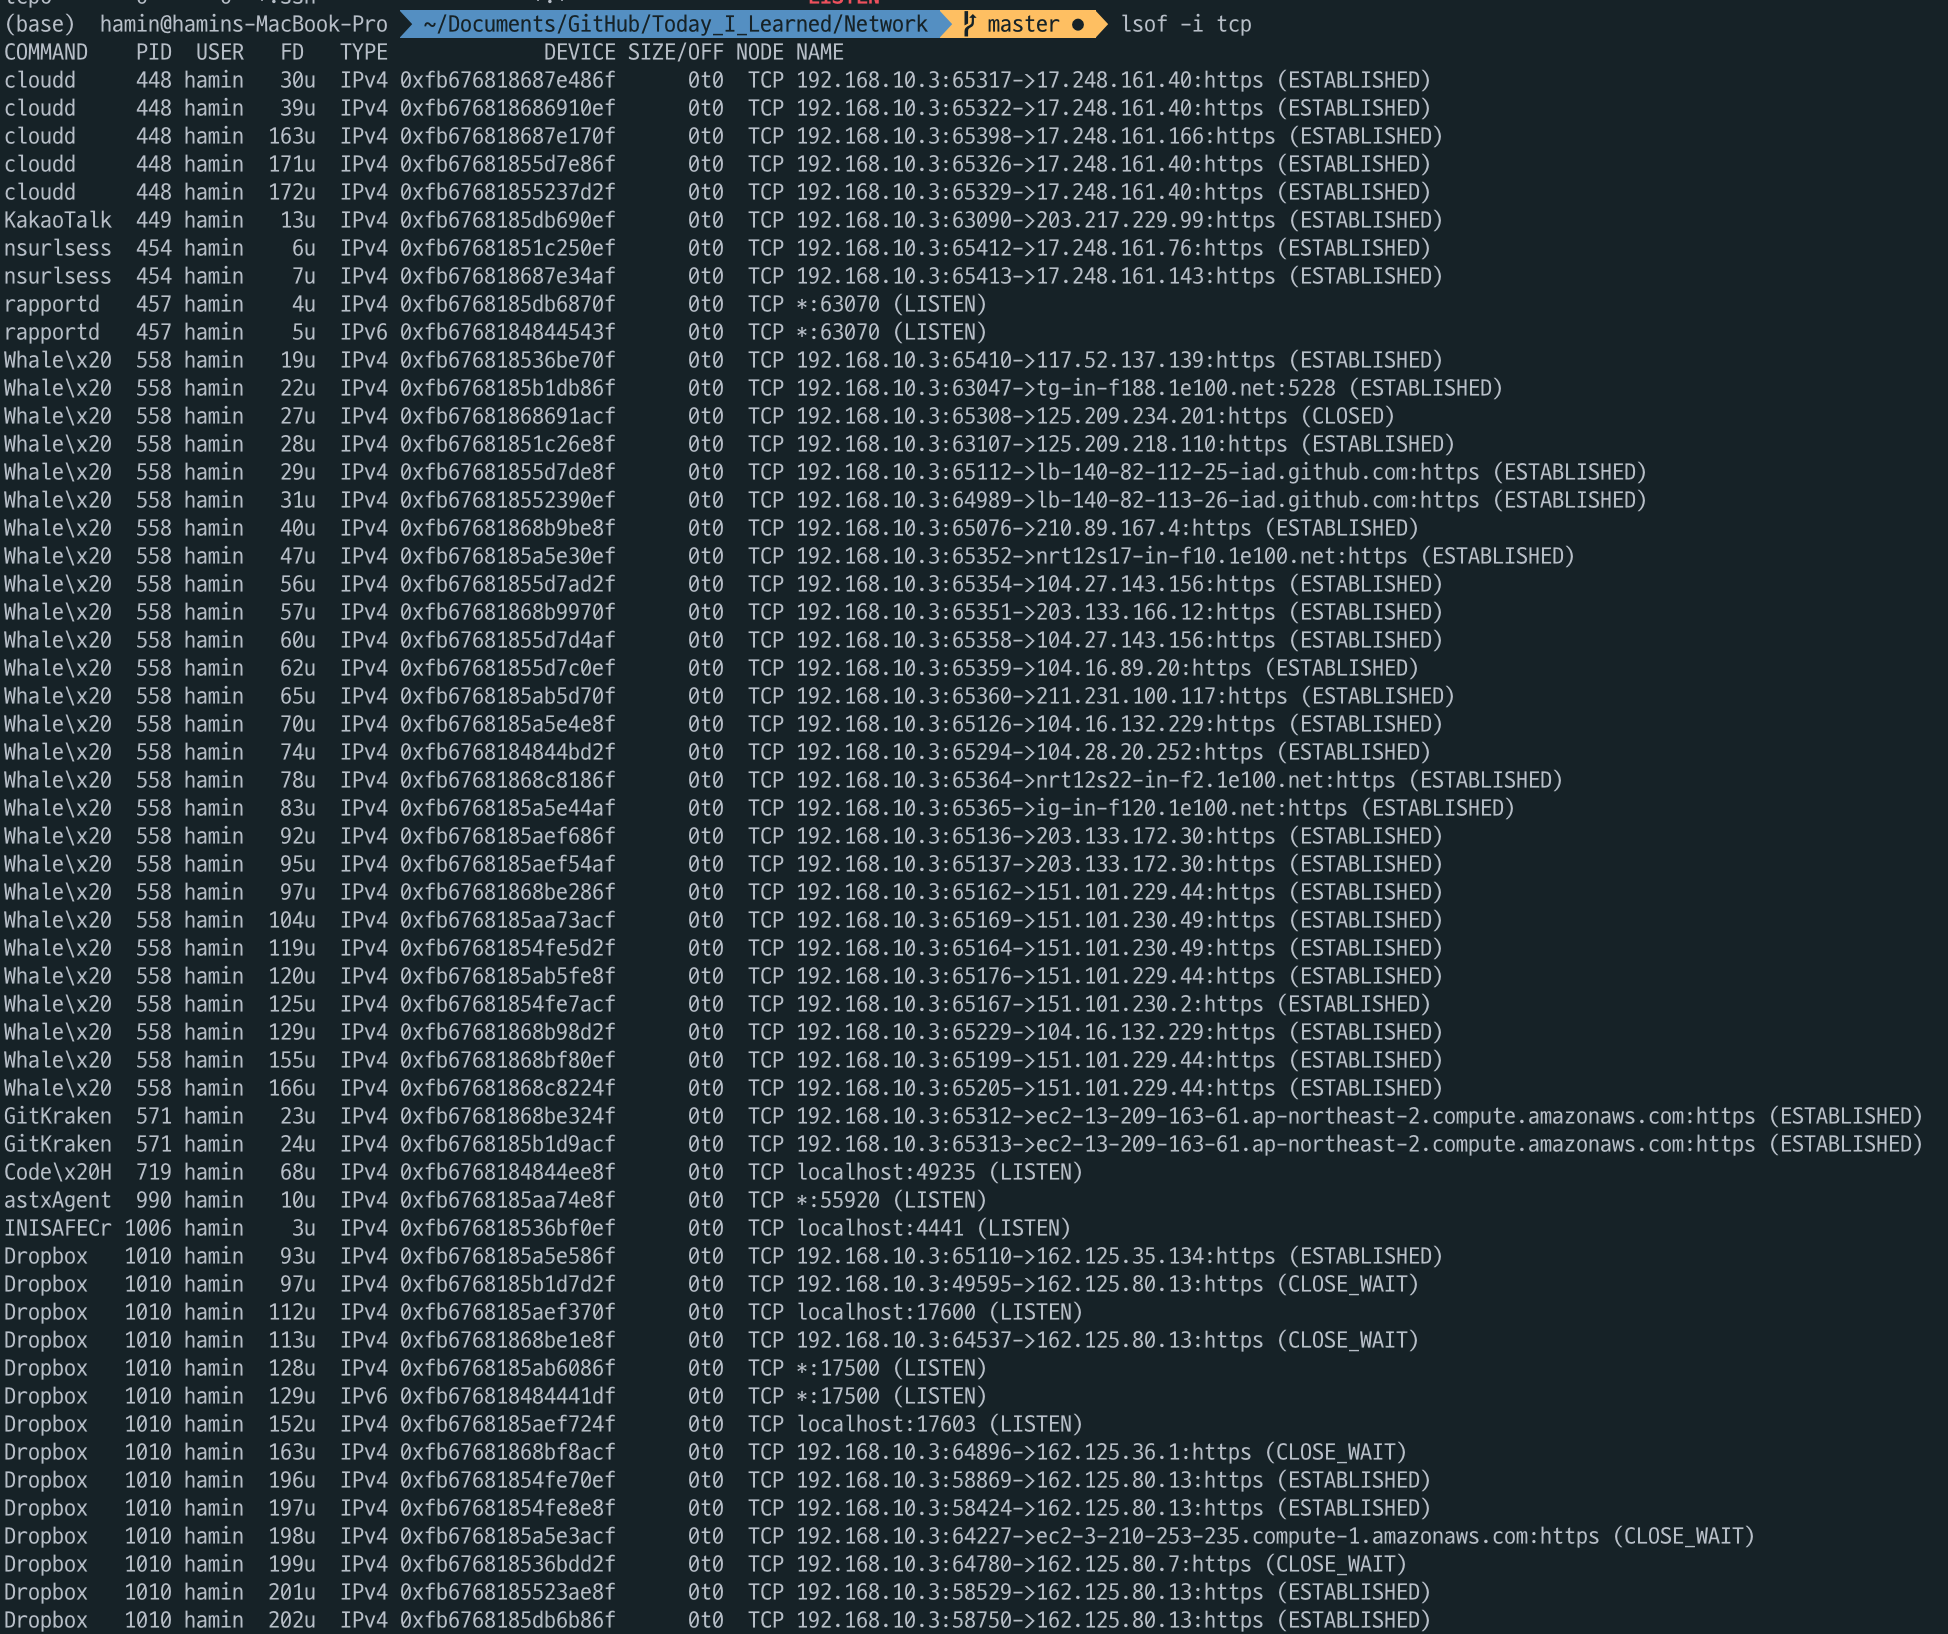 (base) hamin@hamins-MacBook-Pro ~/Documents/GitHub/Today_I_Learned/Network master ● lsof -i tcp
COMMAND PID USER FD TYPE DEVICE SIZE/OFF NODE NAME
cloudd 448 hamin 30u IPv4 0xfb676818687e486f 0t0 TCP 192.168.10.3:65317->17.248.161.40:https (ESTABLISHED)
cloudd 448 hamin 39u IPv4 0xfb676818686910ef 0t0 TCP 192.168.10.3:65322->17.248.161.40:https (ESTABLISHED)
cloudd 448 hamin 163u IPv4 0xfb676818687e170f 0t0 TCP 192.168.10.3:65398->17.248.161.166:https (ESTABLISHED)
cloudd 448 hamin 171u IPv4 0xfb67681855d7e86f 0t0 TCP 192.168.10.3:65326->17.248.161.40:https (ESTABLISHED)
cloudd 448 hamin 172u IPv4 0xfb67681855237d2f 0t0 TCP 192.168.10.3:65329->17.248.161.40:https (ESTABLISHED)
KakaoTalk 449 hamin 13u IPv4 0xfb6768185db690ef 0t0 TCP 192.168.10.3:63090->203.217.229.99:https (ESTABLISHED)
nsurlsess 454 hamin 6u IPv4 0xfb67681851c250ef 0t0 TCP 192.168.10.3:65412->17.248.161.76:https (ESTABLISHED)
nsurlsess 454 hamin 7u IPv4 0xfb676818687e34af 0t0 TCP 192.168.10.3:65413->17.248.161.143:https (ESTABLISHED)
rapportd 457 hamin 4u IPv4 0xfb6768185db6870f 0t0 TCP *:63070 (LISTEN)
rapportd 457 hamin 5u IPv6 0xfb6768184844543f 0t0 TCP *:63070 (LISTEN)
Whale\x20 558 hamin 19u IPv4 0xfb676818536be70f 0t0 TCP 192.168.10.3:65410->117.52.137.139:https (ESTABLISHED)
Whale\x20 558 hamin 22u IPv4 0xfb6768185b1db86f 0t0 TCP 192.168.10.3:63047->tg-in-f188.1e100.net:5228 (ESTABLISHED)
Whale\x20 558 hamin 27u IPv4 0xfb67681868691acf 0t0 TCP 192.168.10.3:65308->125.209.234.201:https (CLOSED)
Whale\x20 558 hamin 28u IPv4 0xfb67681851c26e8f 0t0 TCP 192.168.10.3:63107->125.209.218.110:https (ESTABLISHED)
Whale\x20 558 hamin 29u IPv4 0xfb67681855d7de8f 0t0 TCP 192.168.10.3:65112->lb-140-82-112-25-iad.github.com:https (ESTABLISHED)
Whale\x20 558 hamin 31u IPv4 0xfb676818552390ef 0t0 TCP 192.168.10.3:64989->lb-140-82-113-26-iad.github.com:https (ESTABLISHED)
Whale\x20 558 hamin 40u IPv4 0xfb67681868b9be8f 0t0 TCP 192.168.10.3:65076->210.89.167.4:https (ESTABLISHED)
Whale\x20 558 hamin 47u IPv4 0xfb6768185a5e30ef 0t0 TCP 192.168.10.3:65352->nrt12s17-in-f10.1e100.net:https (ESTABLISHED)
Whale\x20 558 hamin 56u IPv4 0xfb67681855d7ad2f 0t0 TCP 192.168.10.3:65354->104.27.143.156:https (ESTABLISHED)
Whale\x20 558 hamin 57u IPv4 0xfb67681868b9970f 0t0 TCP 192.168.10.3:65351->203.133.166.12:https (ESTABLISHED)
Whale\x20 558 hamin 60u IPv4 0xfb67681855d7d4af 0t0 TCP 192.168.10.3:65358->104.27.143.156:https (ESTABLISHED)
Whale\x20 558 hamin 62u IPv4 0xfb67681855d7c0ef 0t0 TCP 192.168.10.3:65359->104.16.89.20:https (ESTABLISHED)
Whale\x20 558 hamin 65u IPv4 0xfb6768185ab5d70f 0t0 TCP 192.168.10.3:65360->211.231.100.117:https (ESTABLISHED)
Whale\x20 558 hamin 70u IPv4 0xfb6768185a5e4e8f 0t0 TCP 192.168.10.3:65126->104.16.132.229:https (ESTABLISHED)
Whale\x20 558 hamin 74u IPv4 0xfb6768184844bd2f 0t0 TCP 192.168.10.3:65294->104.28.20.252:https (ESTABLISHED)
Whale\x20 558 hamin 78u IPv4 0xfb67681868c8186f 0t0 TCP 192.168.10.3:65364->nrt12s22-in-f2.1e100.net:https (ESTABLISHED)
Whale\x20 558 hamin 83u IPv4 0xfb6768185a5e44af 0t0 TCP 192.168.10.3:65365->ig-in-f120.1e100.net:https (ESTABLISHED)
Whale\x20 558 hamin 92u IPv4 0xfb6768185aef686f 0t0 TCP 192.168.10.3:65136->203.133.172.30:https (ESTABLISHED)
Whale\x20 558 hamin 95u IPv4 0xfb6768185aef54af 0t0 TCP 192.168.10.3:65137->203.133.172.30:https (ESTABLISHED)
Whale\x20 558 hamin 97u IPv4 0xfb67681868be286f 0t0 TCP 192.168.10.3:65162->151.101.229.44:https (ESTABLISHED)
Whale\x20 558 hamin 104u IPv4 0xfb6768185aa73acf 0t0 TCP 192.168.10.3:65169->151.101.230.49:https (ESTABLISHED)
Whale\x20 558 hamin 119u IPv4 0xfb67681854fe5d2f 0t0 TCP 192.168.10.3:65164->151.101.230.49:https (ESTABLISHED)
Whale\x20 558 hamin 120u IPv4 0xfb6768185ab5fe8f 0t0 TCP 192.168.10.3:65176->151.101.229.44:https (ESTABLISHED)
Whale\x20 558 hamin 125u IPv4 0xfb67681854fe7acf 0t0 TCP 192.168.10.3:65167->151.101.230.2:https (ESTABLISHED)
Whale\x20 558 hamin 129u IPv4 0xfb67681868b98d2f 0t0 TCP 192.168.10.3:65229->104.16.132.229:https (ESTABLISHED)
Whale\x20 558 hamin 155u IPv4 0xfb67681868bf80ef 0t0 TCP 192.168.10.3:65199->151.101.229.44:https (ESTABLISHED)
Whale\x20 558 hamin 166u IPv4 0xfb67681868c8224f 0t0 TCP 192.168.10.3:65205->151.101.229.44:https (ESTABLISHED)
GitKraken 571 hamin 23u IPv4 0xfb67681868be324f 0t0 TCP 192.168.10.3:65312->ec2-13-209-163-61.ap-northeast-2.compute.amazonaws.com:https (ESTABLISHED)
GitKraken 571 hamin 24u IPv4 0xfb6768185b1d9acf 0t0 TCP 192.168.10.3:65313->ec2-13-209-163-61.ap-northeast-2.compute.amazonaws.com:https (ESTABLISHED)
Code\x20H 719 hamin 68u IPv4 0xfb6768184844ee8f 0t0 TCP localhost:49235 (LISTEN)
astxAgent 990 hamin 10u IPv4 0xfb6768185aa74e8f 0t0 TCP *:55920 (LISTEN)
INISAFECr 1006 hamin 3u IPv4 0xfb676818536bf0ef 0t0 TCP localhost:4441 (LISTEN)
Dropbox 1010 hamin 93u IPv4 0xfb6768185a5e586f 0t0 TCP 192.168.10.3:65110->162.125.35.134:https (ESTABLISHED)
Dropbox 1010 hamin 97u IPv4 0xfb6768185b1d7d2f 0t0 TCP 192.168.10.3:49595->162.125.80.13:https (CLOSE_WAIT)
Dropbox 1010 hamin 112u IPv4 0xfb6768185aef370f 0t0 TCP localhost:17600 (LISTEN)
Dropbox 1010 hamin 113u IPv4 0xfb67681868be1e8f 0t0 TCP 192.168.10.3:64537->162.125.80.13:https (CLOSE_WAIT)
Dropbox 1010 hamin 128u IPv4 0xfb6768185ab6086f 0t0 TCP *:17500 (LISTEN)
Dropbox 1010 hamin 129u IPv6 0xfb676818484441df 0t0 TCP *:17500 (LISTEN)
Dropbox 1010 hamin 152u IPv4 0xfb6768185aef724f 0t0 TCP localhost:17603 (LISTEN)
Dropbox 1010 hamin 163u IPv4 0xfb67681868bf8acf 0t0 TCP 192.168.10.3:64896->162.125.36.1:https (CLOSE_WAIT)
Dropbox 1010 hamin 196u IPv4 0xfb67681854fe70ef 0t0 TCP 192.168.10.3:58869->162.125.80.13:https (ESTABLISHED)
Dropbox 1010 hamin 197u IPv4 0xfb67681854fe8e8f 0t0 TCP 192.168.10.3:58424->162.125.80.13:https (ESTABLISHED)
Dropbox 1010 hamin 198u IPv4 0xfb6768185a5e3acf 0t0 TCP 192.168.10.3:64227->ec2-3-210-253-235.compute-1.amazonaws.com:https (CLOSE_WAIT)
Dropbox 1010 hamin 199u IPv4 0xfb676818536bdd2f 0t0 TCP 192.168.10.3:64780->162.125.80.7:https (CLOSE_WAIT)
Dropbox 1010 hamin 201u IPv4 0xfb6768185523ae8f 0t0 TCP 192.168.10.3:58529->162.125.80.13:https (ESTABLISHED)
Dropbox 1010 hamin 202u IPv4 0xfb6768185db6b86f 0t0 TCP 192.168.10.3:58750->162.125.80.13:https (ESTABLISHED)